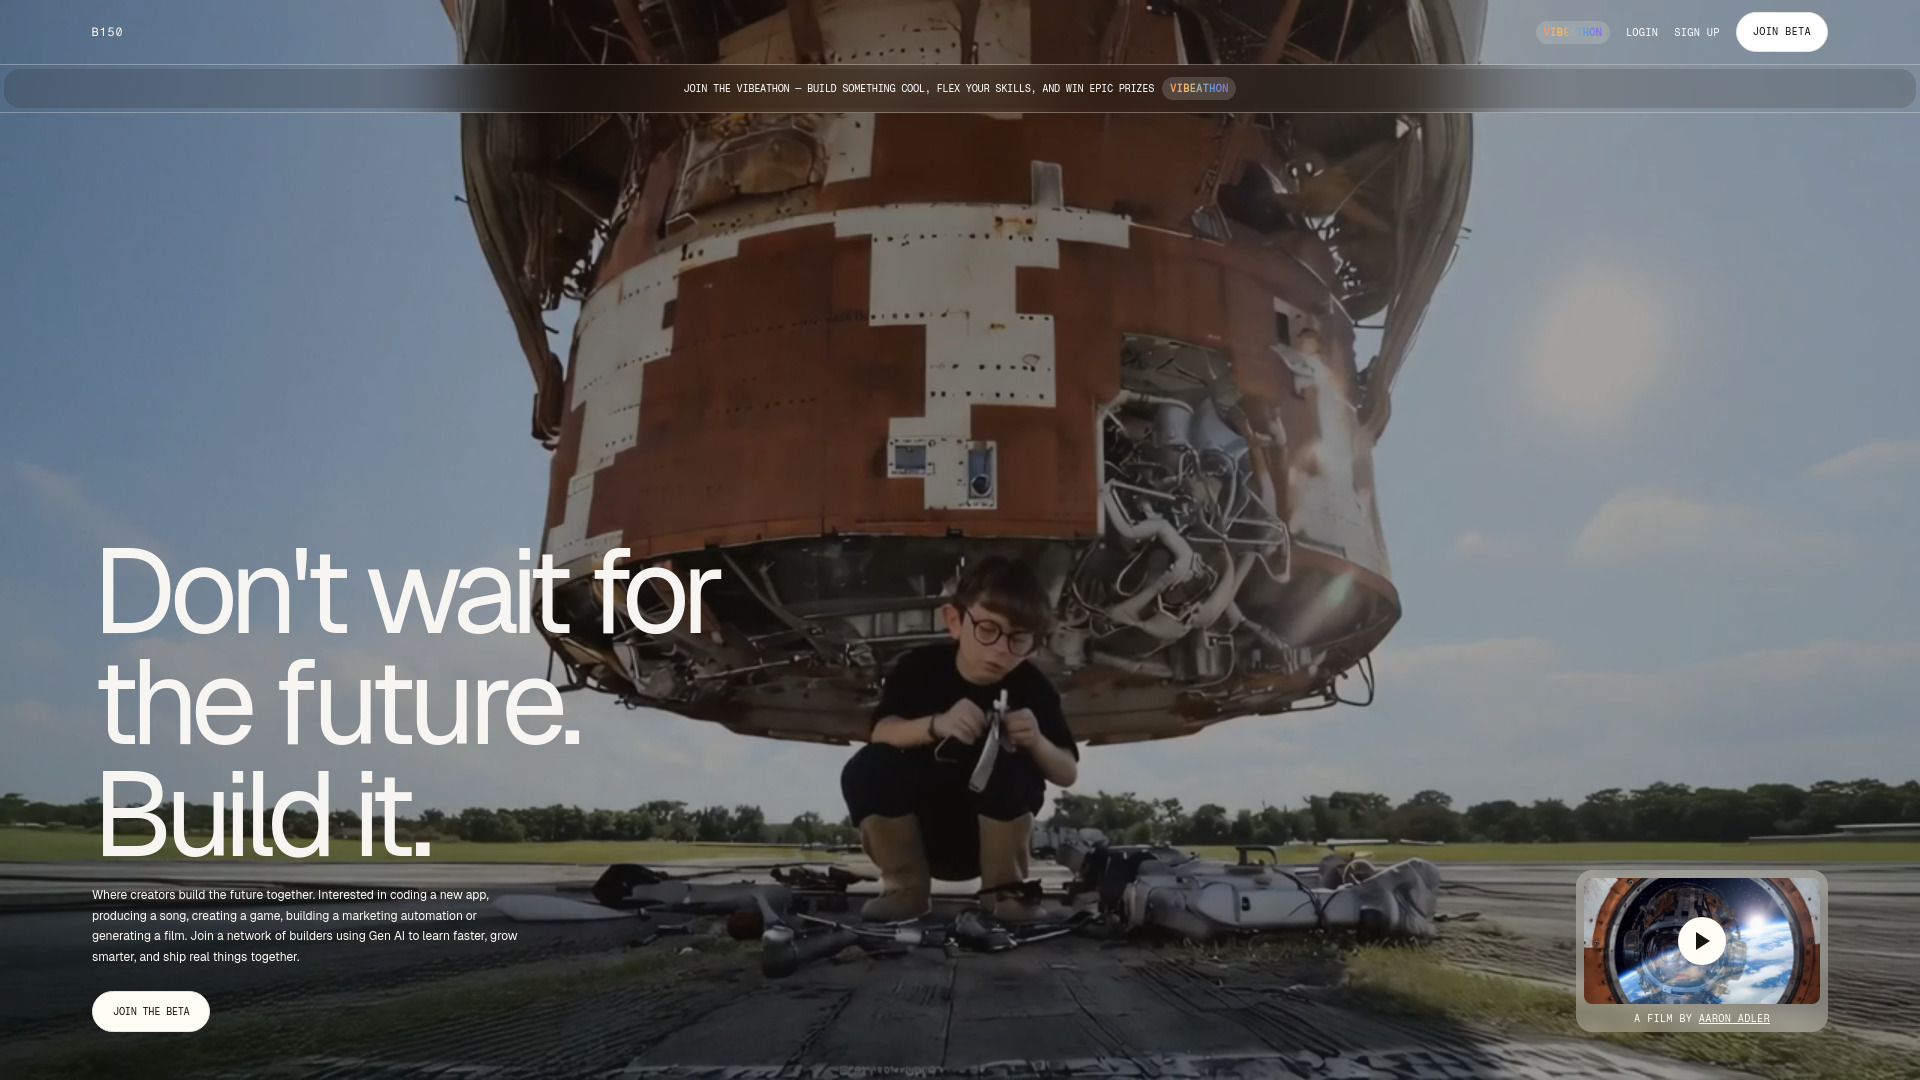 B150
VIBEATHON
LOGIN
SIGN UP
JOIN BETA
JOIN THE VIBEATHON — BUILD SOMETHING COOL, FLEX YOUR SKILLS, AND WIN EPIC PRIZES
VIBEATHON
Don't wait for
the future.
Build it.
Where creators build the future together. Interested in coding a new app,
producing a song, creating a game, building a marketing automation or
generating a film. Join a network of builders using Gen AI to learn faster, grow
smarter, and ship real things together.
JOIN THE BETA
A FILM BY AARON ADLER